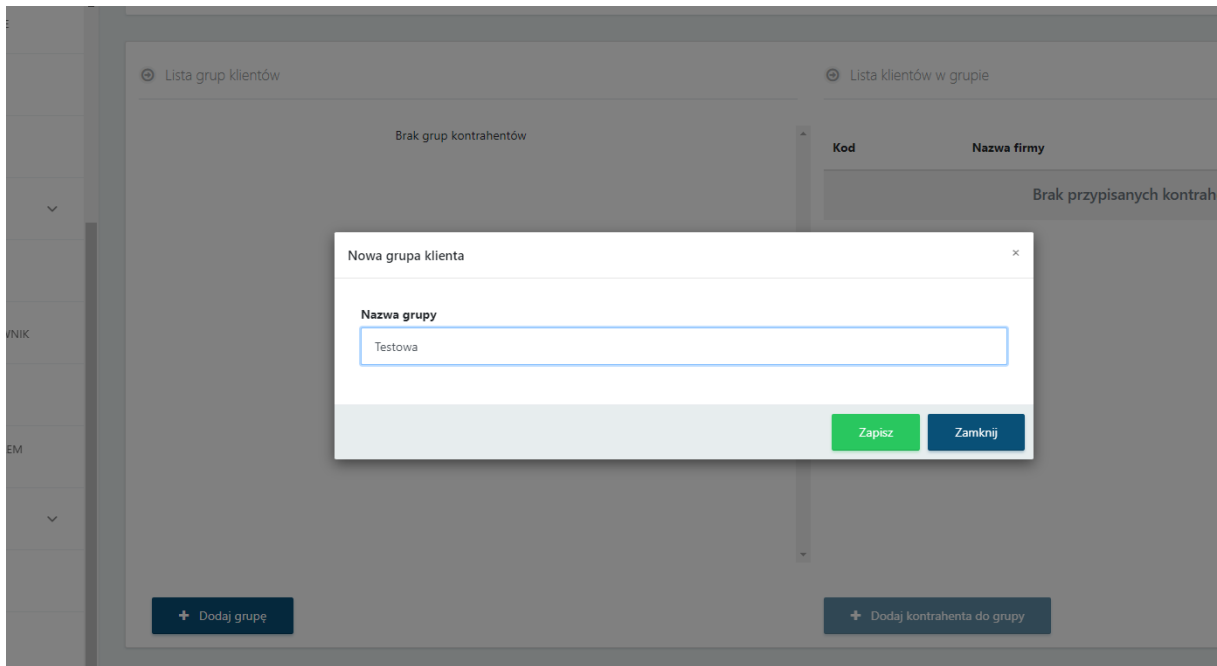 Lista grup klientów
Lista klientów w grupie
Brak grup kontrahentów
Kod
Nazwa firmy
Brak przypisanych kontrah
Nowa grupa klienta
×
Nazwa grupy
Testowa
WNIK
EM
Zapisz
Zamknij
+ Dodaj grupę
+ Dodaj kontrahenta do grupy